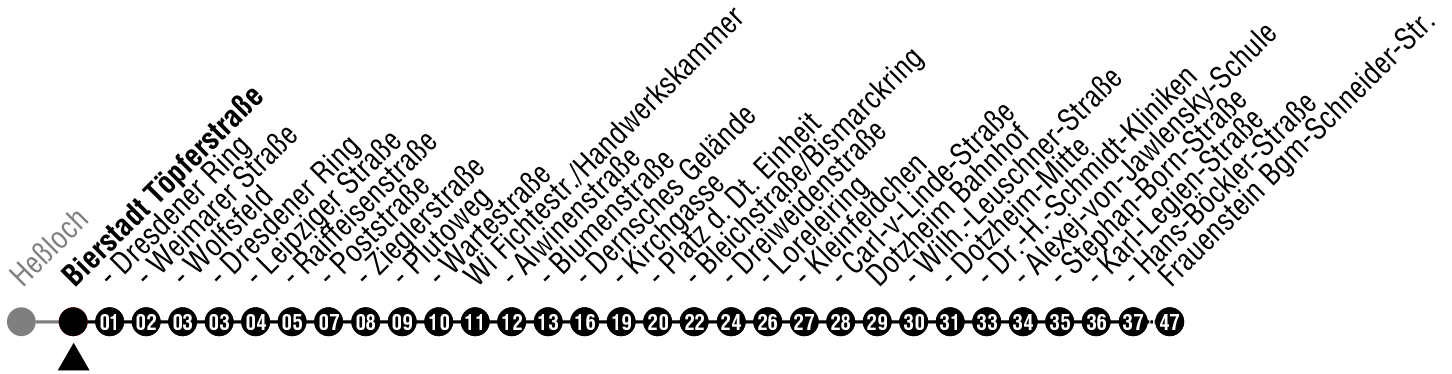 Heßloch
Bierstadt Töpferstraße
- Dresdener Ring
- Weimarer Straße
- Wolfsfeld
- Dresdener Ring
- Leipziger Straße
- Raiffeisenstraße
- Poststraße
- Zieglerstraße
- Plutoweg
- Wartestraße
Wi Fichtestr./Handwerkskammer
- Awinenstraße
- Blumenstraße
- Dernsches Gelände
- Kirchgasse
- Platz d. Dt. Einheit
- Bleichstraße/Bismarckring
- Dreiweidenstraße
- Loreleiring
- Kleinfeldchen
- Carl-v-Linde-Straße
Dotzheim Bahnhof
- Wilh.-Leuschner-Straße
- Dotzheim-Mitte
- Dr.-H.-Schmidt-Kliniken
- Alexej-von-Jawlensky-Schule
- Stephan-Born-Straße
- Karl-Legien-Straße
- Hans-Böckler-Straße
Frauenstein Bgm-Schneider-Str.
01 02 03 03 04 05 07 08 09 10 11 12 13 16 19 20 22 24 26 27 28 29 30 31 33 34 35 36 37 47